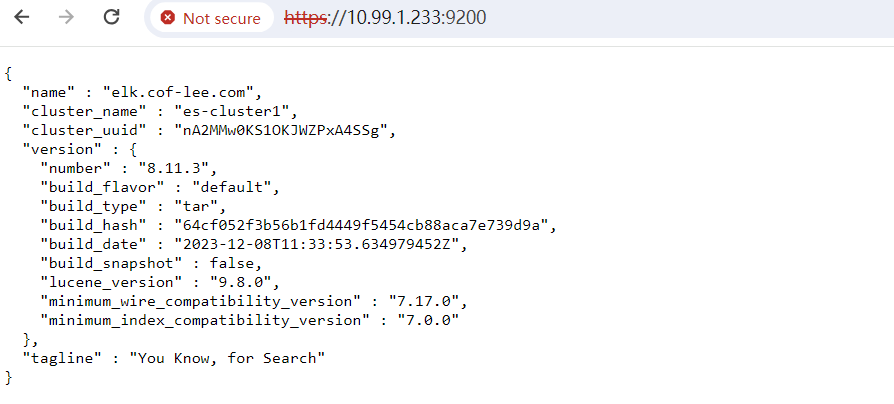 Not secure https://10.99.1.233:9200
{
  "name" : "elk.cof-lee.com",
  "cluster_name" : "es-cluster1",
  "cluster_uuid" : "nA2MMw0KS1OKJWZPxA4SSg",
  "version" : {
    "number" : "8.11.3",
    "build_flavor" : "default",
    "build_type" : "tar",
    "build_hash" : "64cf052f3b56b1fd4449f5454cb88aca7e739d9a",
    "build_date" : "2023-12-08T11:33:53.634979452Z",
    "build_snapshot" : false,
    "lucene_version" : "9.8.0",
    "minimum_wire_compatibility_version" : "7.17.0",
    "minimum_index_compatibility_version" : "7.0.0"
  },
  "tagline" : "You Know, for Search"
}